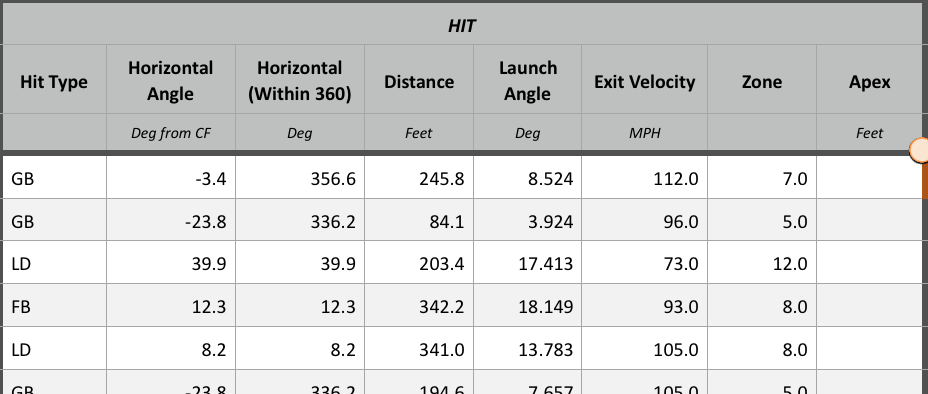 HIT
Hit Type Horizontal Angle Horizontal (Within 360) Distance Launch Angle Exit Velocity Zone Apex
Deg from CF Deg Feet Deg MPH Feet
GB -3.4 356.6 245.8 8.524 112.0 7.0
GB -23.8 336.2 84.1 3.924 96.0 5.0
LD 39.9 39.9 203.4 17.413 73.0 12.0
FB 12.3 12.3 342.2 18.149 93.0 8.0
LD 8.2 8.2 341.0 13.783 105.0 8.0
GB -23.8 336.2 194.6 7.657 105.0 5.0